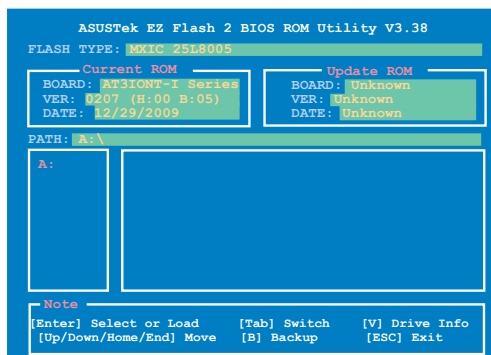 ASUSTek EZ Flash 2 BIOS ROM Utility V3.38
FLASH TYPE: MXIC 25L8005
Current ROM
BOARD: AT3IONT-I Series
VER: 0207 (H:00 B:05)
DATE: 12/29/2009
Update ROM
BOARD: Unknown
VER: Unknown
DATE: Unknown
PATH: A:\
A:
Note
[Enter] Select or Load [Tab] Switch [V] Drive Info
[Up/Down/Home/End] Move [B] Backup [ESC] Exit